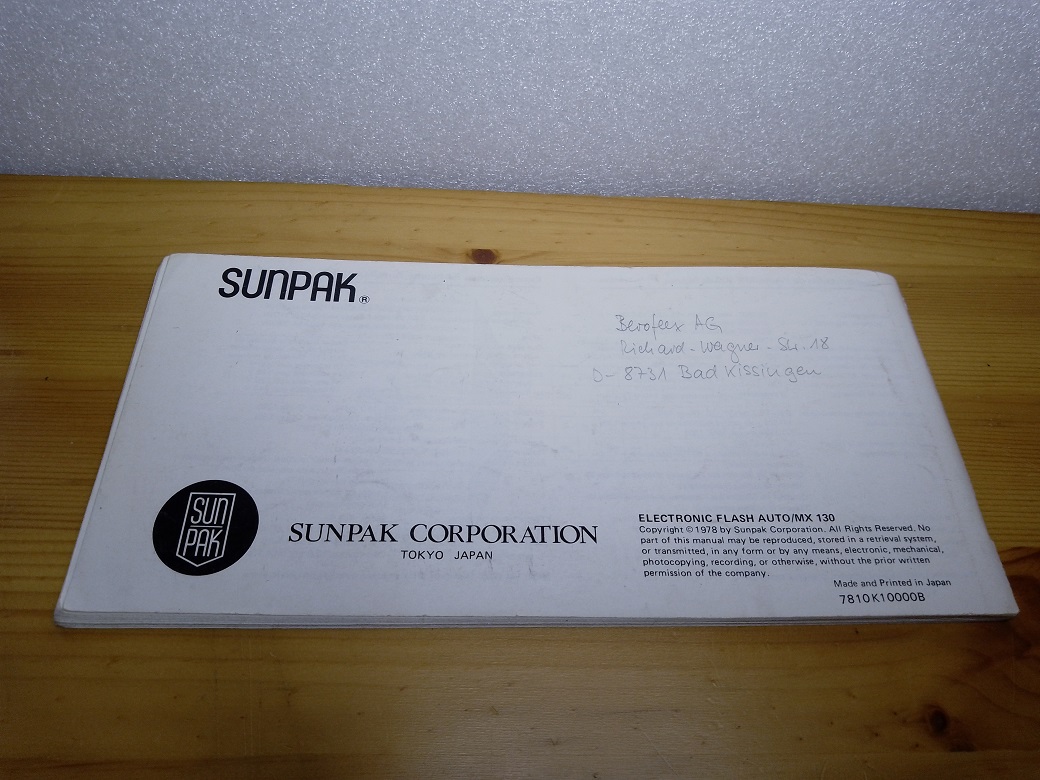 SUNPAK®
Beroflex AG
Richard-Wagner-Str. 18
D-8731 Bad Kissingen
SUN
PAK
SUNPAK CORPORATION
TOKYO JAPAN
ELECTRONIC FLASH AUTO/MX 130
Copyright © 1978 by Sunpak Corporation. All Rights Reserved. No
part of this manual may be reproduced, stored in a retrieval system,
or transmitted, in any form or by any means, electronic, mechanical,
photocopying, recording, or otherwise, without the prior written
permission of the company.
Made and Printed in Japan
7810K10000B